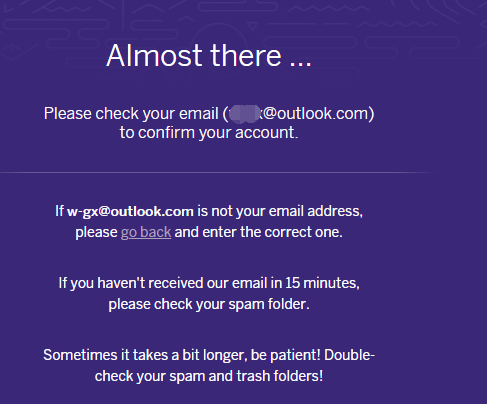 Almost there ...
Please check your email ( @outlook.com)
to confirm your account.
If w-gx@outlook.com is not your email address,
please go back and enter the correct one.
If you haven't received our email in 15 minutes,
please check your spam folder.
Sometimes it takes a bit longer, be patient! Double-
check your spam and trash folders!